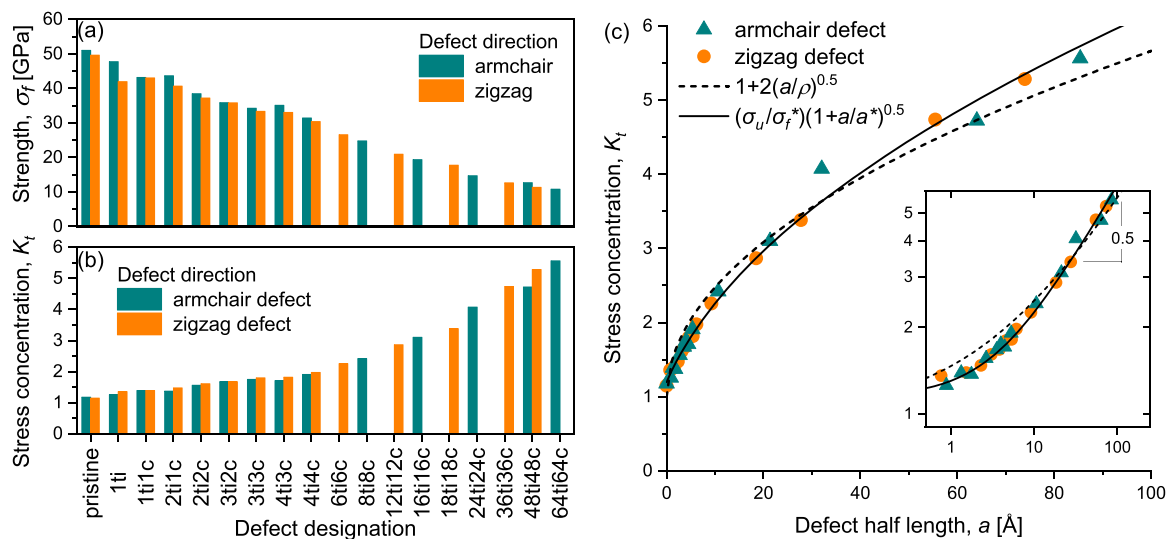 (a)
Defect direction
armchair
zigzag
Strength, σf [GPa]
60
50
40
30
20
10
0
(b)
Defect direction
armchair defect
zigzag defect
Stress concentration, Kt
6
5
4
3
2
1
0
pristine
1ti
1ti1c
2ti1c
2ti2c
3ti2c
3ti3c
4ti3c
4ti4c
6ti6c
8ti8c
12ti12c
16ti16c
18ti18c
24ti24c
36ti36c
48ti48c
64ti64c
Defect designation
(c)
armchair defect
zigzag defect
1+2(a/ρ)^0.5
(σu/σf*)(1+a/a*)^0.5
Stress concentration, Kt
6
5
4
3
2
1
0
0 20 40 60 80 100
Defect half length, a [Å]
5
4
3
2
1
0.5
1 10 100